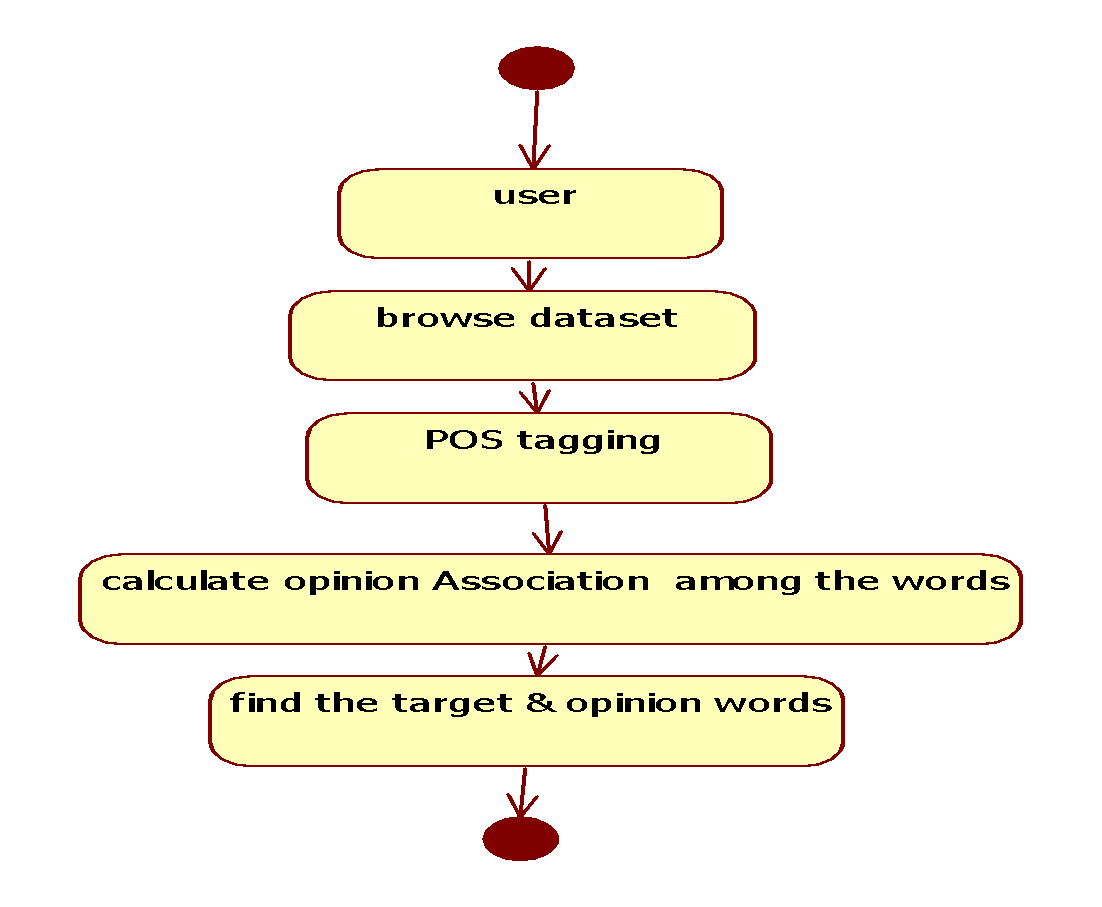 user
browse dataset
POS tagging
calculate opinion Association  among the words
find the target & opinion words